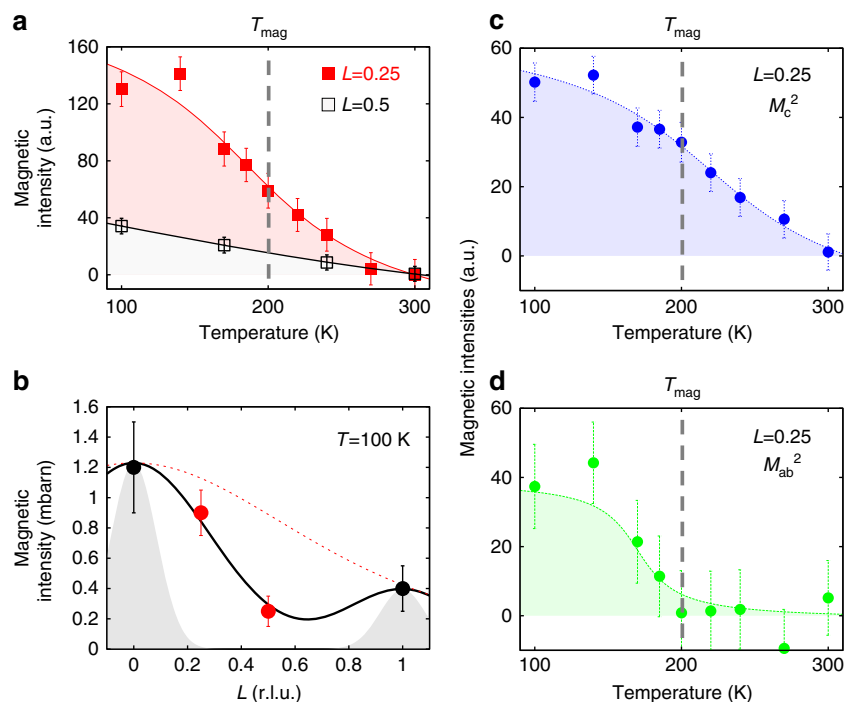 a
T_mag
160
120
80
40
0
L=0.25
L=0.5
Magnetic
intensity (a.u.)
100
200
300
Temperature (K)
b
1.6
1.4
1.2
1
0.8
0.6
0.4
0.2
0
T=100 K
Magnetic
intensity (mbarn)
0
0.2
0.4
0.6
0.8
1
L (r.l.u.)
c
T_mag
60
40
20
0
L=0.25
M_c^2
100
200
300
Temperature (K)
Magnetic intensities (a.u.)
d
T_mag
60
40
20
0
L=0.25
M_ab^2
100
200
300
Temperature (K)